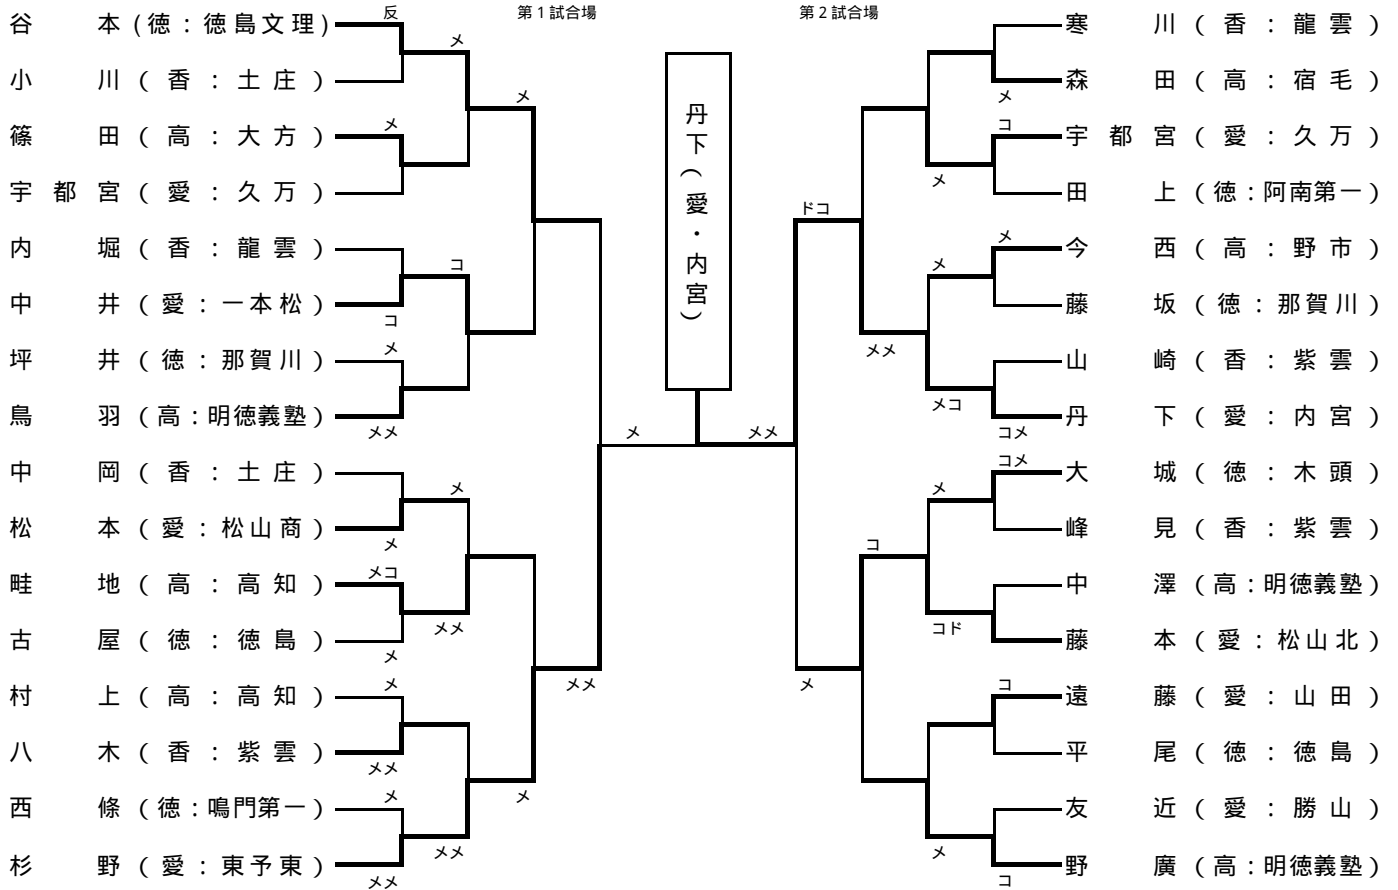 第1試合場
第2試合場
丹下(愛・内宮)
谷本(徳:徳島文理)
反
メ
小川(香:土庄)
メ
篠田(高:大方)
メ
宇都宮(愛:久万)
内堀(香:龍雲)
コ
中井(愛:一本松)
コ
坪井(徳:那賀川)
メ
鳥羽(高:明徳義塾)
メメ
メ
中岡(香:土庄)
メ
松本(愛:松山商)
メ
畦地(高:高知)
メコ
メメ
古屋(徳:徳島)
メ
村上(高:高知)
メ
メメ
八木(香:紫雲)
メメ
西條(徳:鳴門第一)
メ
メ
杉野(愛:東予東)
メメ
メメ
寒川(香:龍雲)
森田(高:宿毛)
メ
宇都宮(愛:久万)
コ
メ
田上(徳:阿南第一)
ドコ
今西(高:野市)
メ
メ
藤坂(徳:那賀川)
メメ
山崎(香:紫雲)
メコ
丹下(愛:内宮)
コメ
メメ
大城(徳:木頭)
コメ
メ
峰見(香:紫雲)
コ
中澤(高:明徳義塾)
コド
藤本(愛:松山北)
遠藤(愛:山田)
コ
メ
平尾(徳:徳島)
友近(愛:勝山)
メ
野廣(高:明徳義塾)
コ